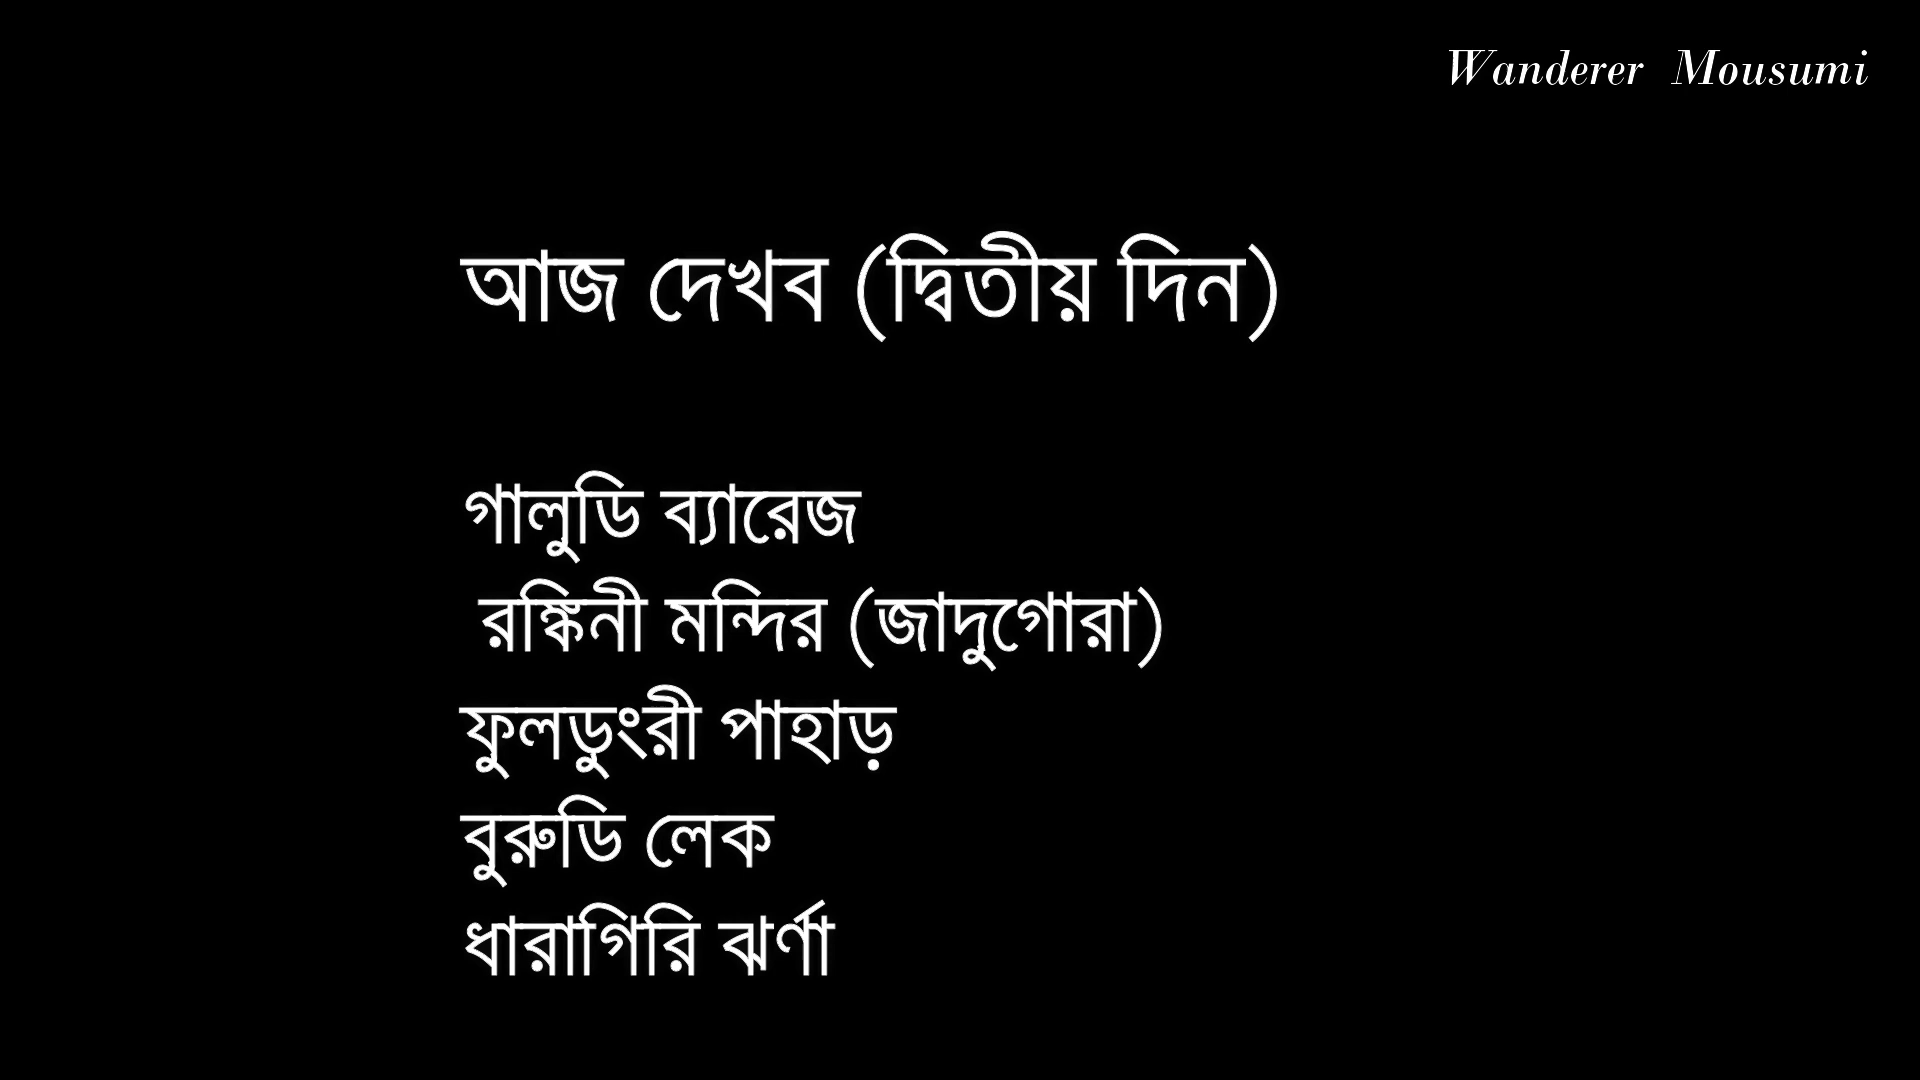 Wanderer Mousumi
আজ দেখব (দ্বিতীয় দিন)
গালুডি ব্যারেজ
রঙ্কিনী মন্দির (জাদুগোরা)
ফুলডুংরী পাহাড়
বুরুডি লেক
ধারাগিরি ঝর্ণা